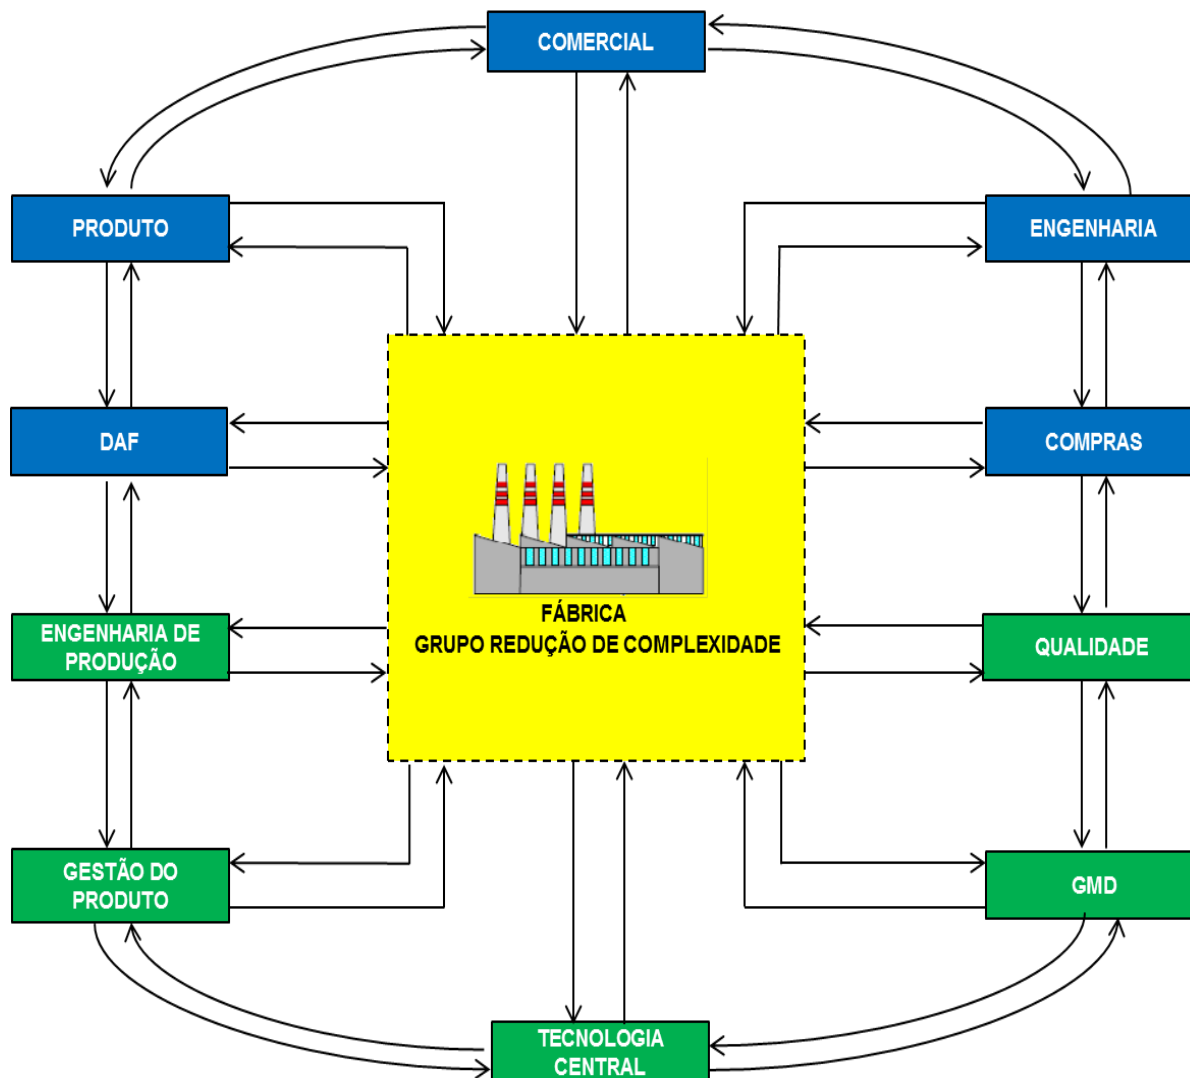 COMERCIAL
PRODUTO
ENGENHARIA
DAF
COMPRAS
FÁBRICA
GRUPO REDUÇÃO DE COMPLEXIDADE
ENGENHARIA DE
PRODUÇÃO
QUALIDADE
GESTÃO DO
PRODUTO
GMD
TECNOLOGIA
CENTRAL